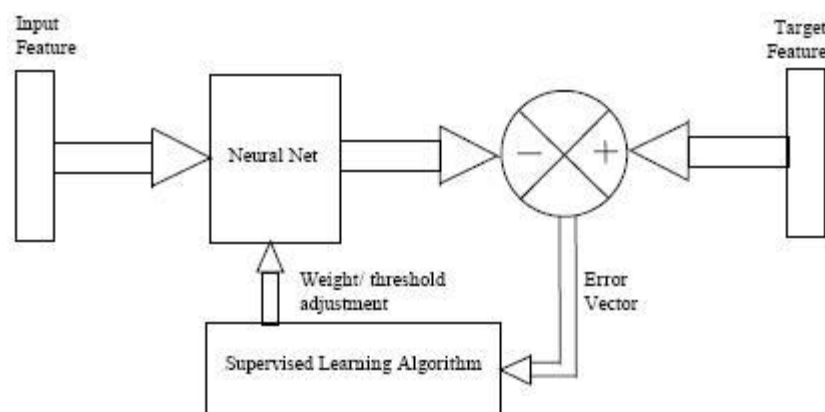 Input
Feature
Target
Feature
Neural Net
−
+
Weight/ threshold
adjustment
Error
Vector
Supervised Learning Algorithm